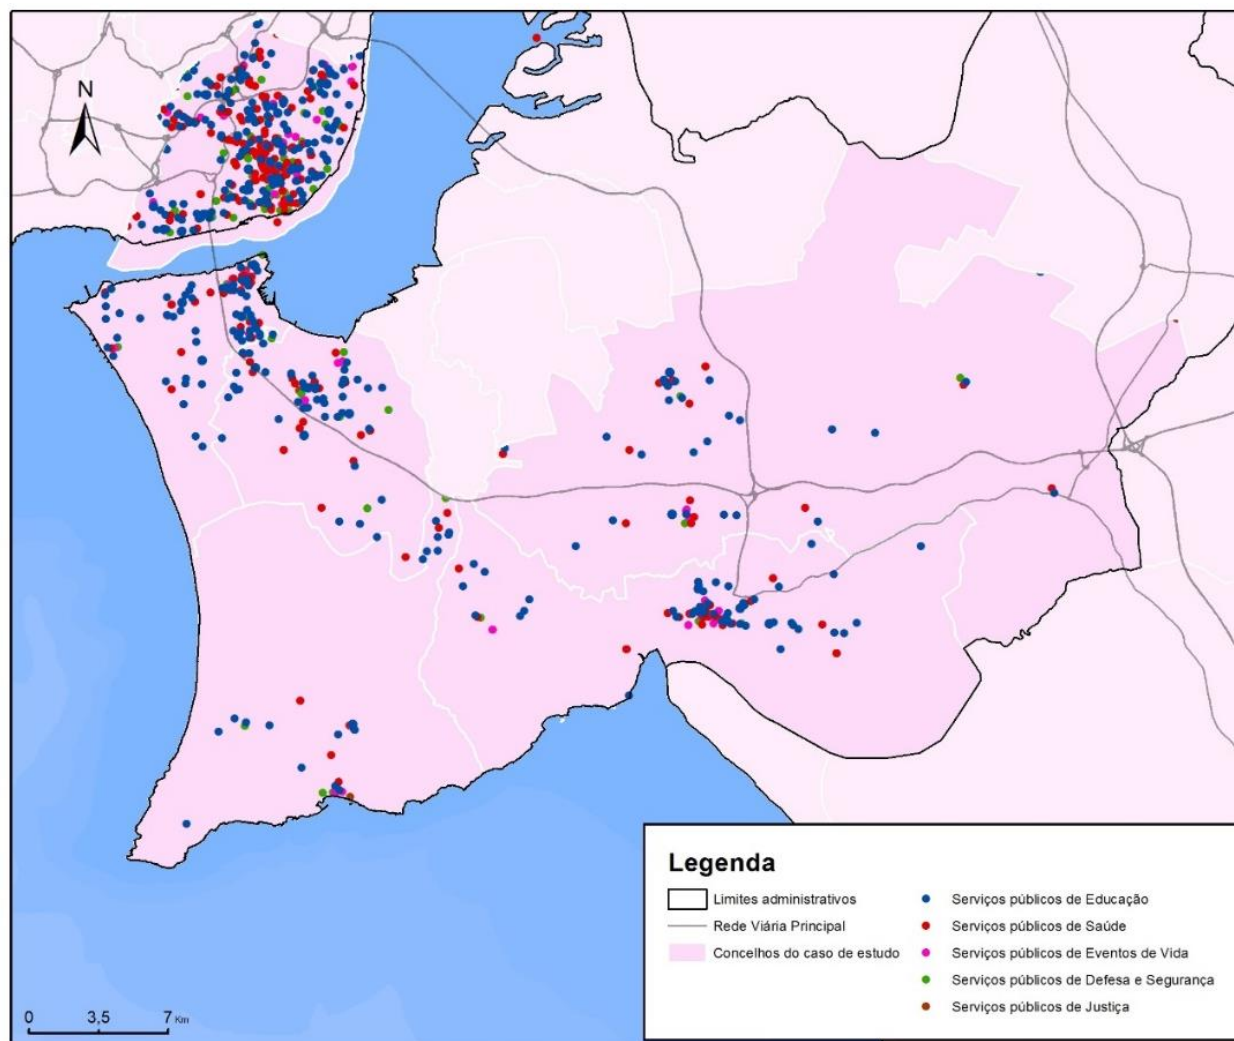 N
Legenda
Limites administrativos
Rede Viária Principal
Concelhos do caso de estudo
Serviços públicos de Educação
Serviços públicos de Saúde
Serviços públicos de Eventos de Vida
Serviços públicos de Defesa e Segurança
Serviços públicos de Justiça
0 3,5 7 Km